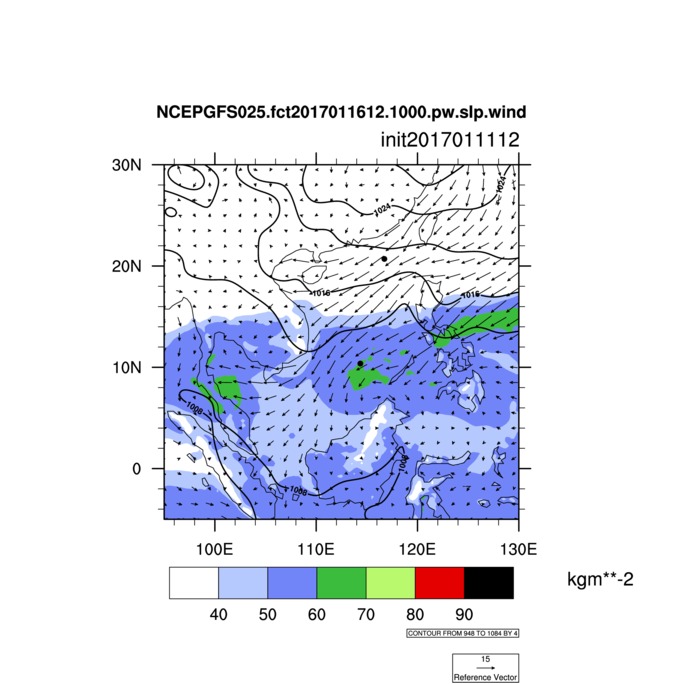 NCEPGFS025.fct2017011612.1000.pw.slp.wind
init2017011112
30N
1024
1024
20N
1016
1016
10N
1008
1008
0
1008
100E 110E 120E 130E
kgm**-2
40 50 60 70 80 90
CONTOUR FROM 948 TO 1084 BY 4
15
Reference Vector